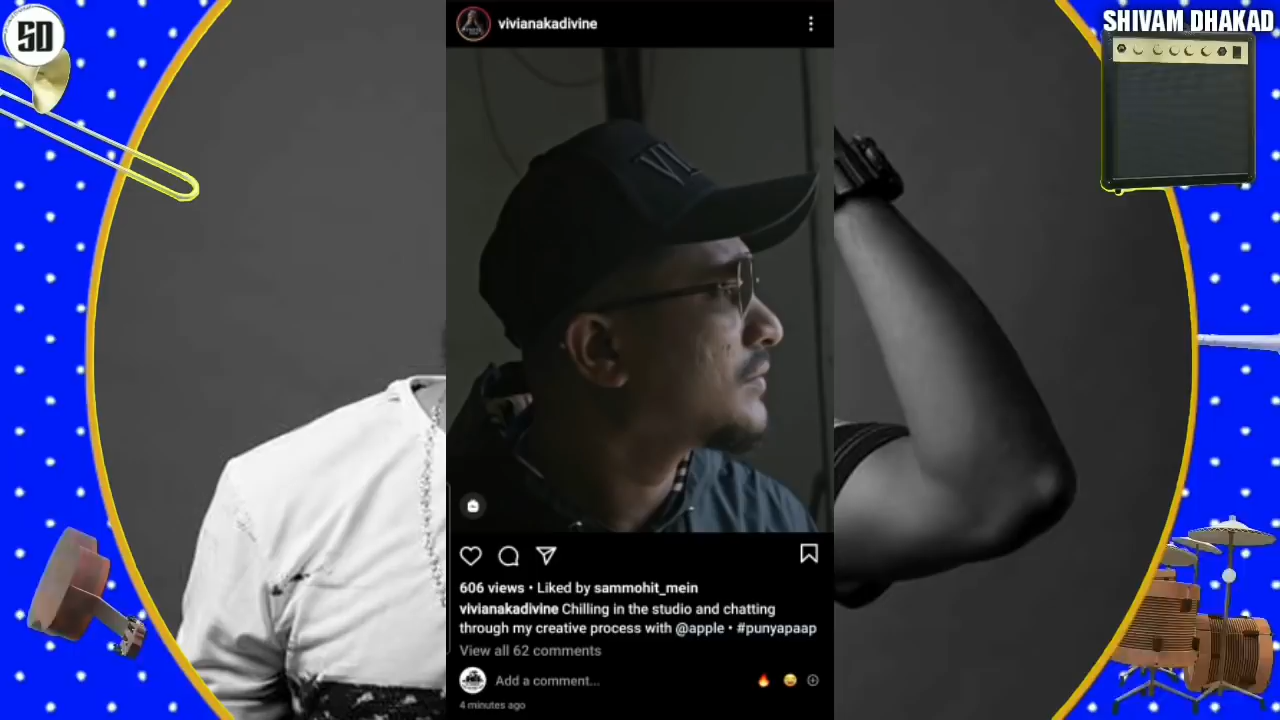 SD
SHIVAM DHAKAD
vivianakadivine
606 views • Liked by sammohit_mein
vivianakadivine Chilling in the studio and chatting
through my creative process with @apple • #punyapaap
View all 62 comments
Add a comment...
4 minutes ago